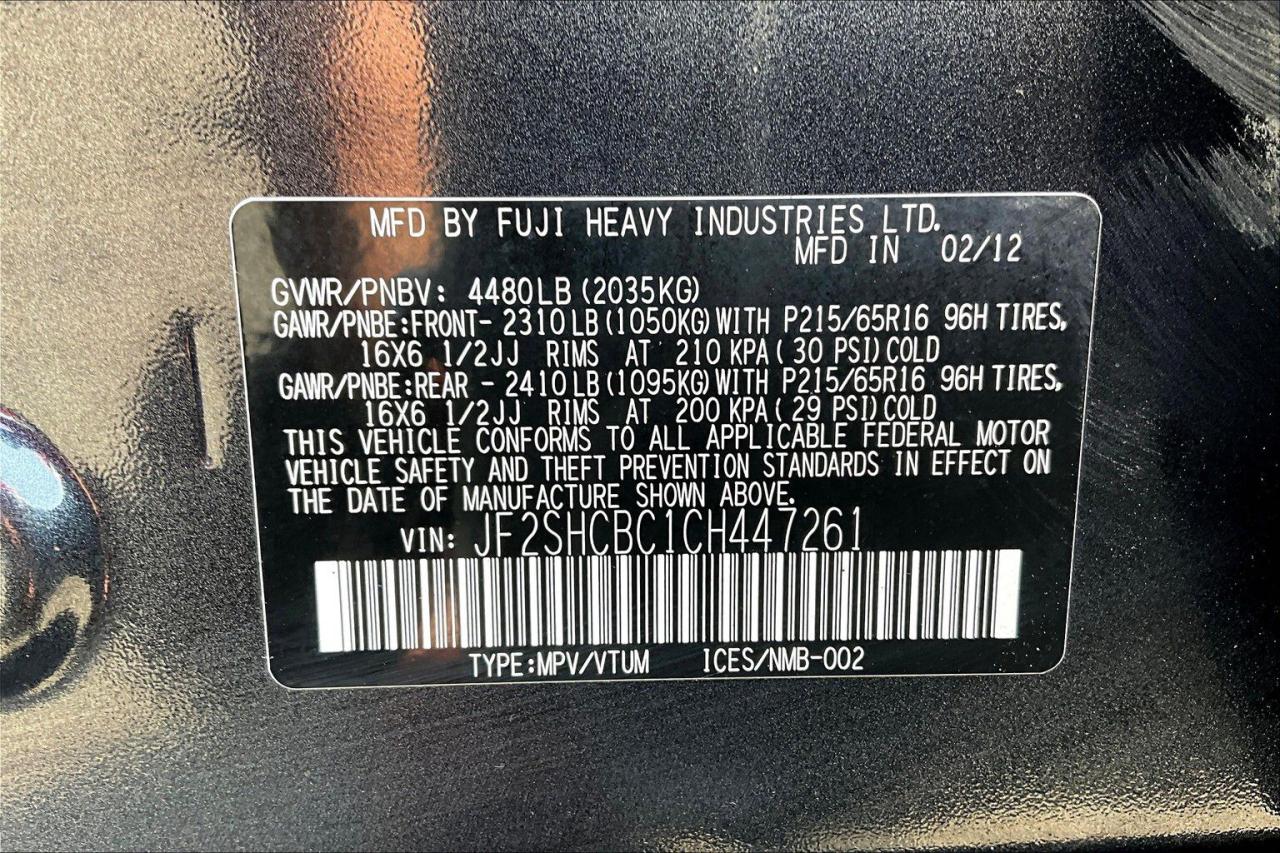 MFD BY FUJI HEAVY INDUSTRIES LTD.
MFD IN 02/12
GVWR/PNBV: 4480LB (2035KG)
GAWR/PNBE:FRONT- 2310LB (1050KG) WITH P215/65R16 96H TIRES,
16X6 1/2JJ RIMS AT 210 KPA ( 30 PSI) COLD
GAWR/PNBE:REAR - 2410LB (1095KG) WITH P215/65R16 96H TIRES,
16X6 1/2JJ RIMS AT 200 KPA ( 29 PSI) COLD
THIS VEHICLE CONFORMS TO ALL APPLICABLE FEDERAL MOTOR
VEHICLE SAFETY AND THEFT PREVENTION STANDARDS IN EFFECT ON
THE DATE OF MANUFACTURE SHOWN ABOVE.
VIN: JF2SHCBC1CH447261
TYPE:MPV/VTUM ICES/NMB-002